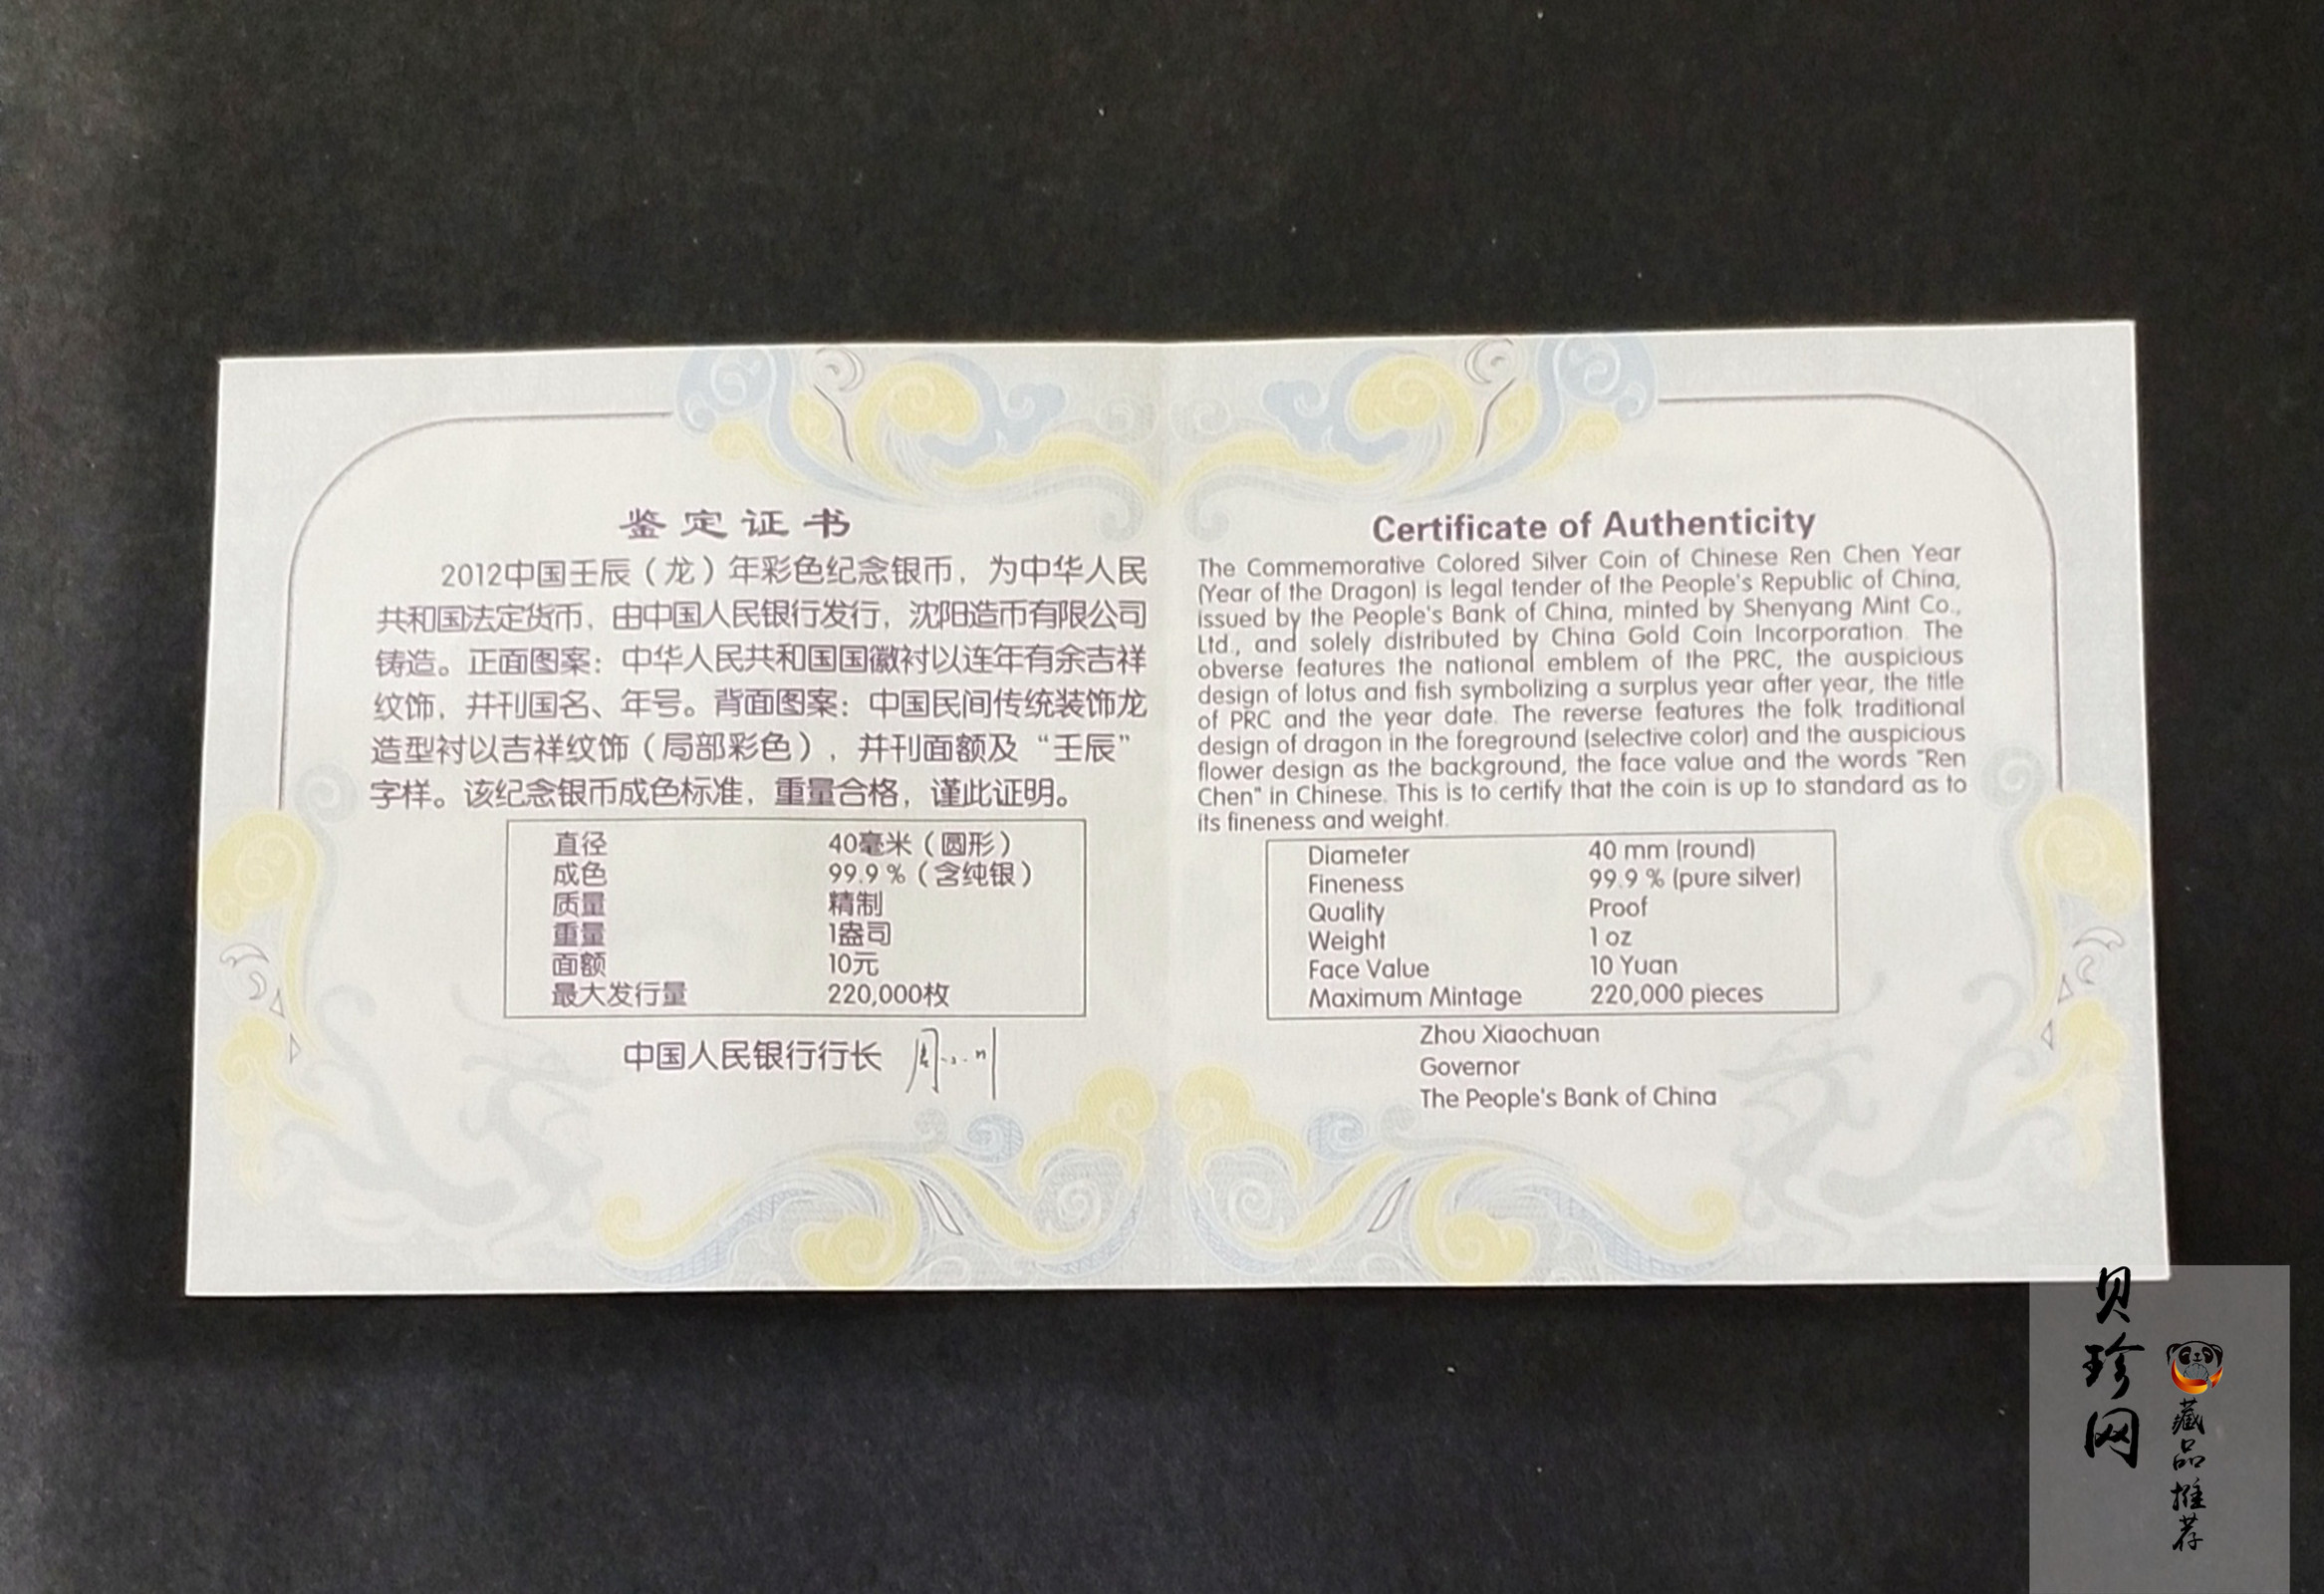 鉴定证书
2012中国壬辰（龙）年彩色纪念银币，为中华人民
共和国法定货币，由中国人民银行发行，沈阳造币有限公司
铸造。正面图案：中华人民共和国国徽衬以连年有余吉祥
纹饰，并刊国名、年号。背面图案：中国民间传统装饰龙
造型衬以吉祥纹饰（局部彩色），并刊面额及“壬辰”
字样。该纪念银币成色标准，重量合格，谨此证明。
直径 40毫米（圆形）
成色 99.9％（含纯银）
质量 精制
重量 1盎司
面额 10元
最大发行量 220,000枚
中国人民银行行长 周小川
Certificate of Authenticity
The Commemorative Colored Silver Coin of Chinese Ren Chen Year
(Year of the Dragon) is legal tender of the People's Republic of China,
issued by the People's Bank of China, minted by Shenyang Mint Co.,
Ltd., and solely distributed by China Gold Coin Incorporation. The
obverse features the national emblem of the PRC, the auspicious
design of lotus and fish symbolizing a surplus year after year, the title
of PRC and the year date. The reverse features the folk traditional
design of dragon in the foreground (selective color) and the auspicious
flower design as the background, the face value and the words "Ren
Chen" in Chinese. This is to certify that the coin is up to standard as to
its fineness and weight.
Diameter 40 mm (round)
Fineness 99.9 % (pure silver)
Quality Proof
Weight 1 oz
Face Value 10 Yuan
Maximum Mintage 220,000 pieces
Zhou Xiaochuan
Governor
The People's Bank of China
贝珍网
藏品推荐